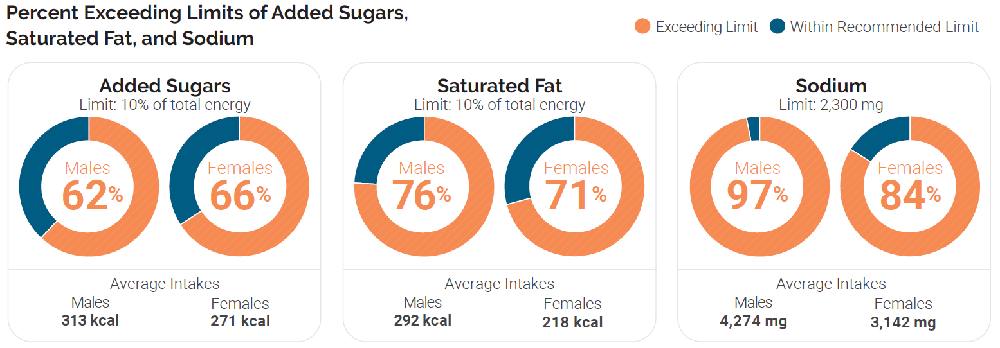 Percent Exceeding Limits of Added Sugars,
Saturated Fat, and Sodium
Exceeding Limit
Within Recommended Limit
Added Sugars
Limit: 10% of total energy
Males
62%
Females
66%
Average Intakes
Males
313 kcal
Females
271 kcal
Saturated Fat
Limit: 10% of total energy
Males
76%
Females
71%
Average Intakes
Males
292 kcal
Females
218 kcal
Sodium
Limit: 2,300 mg
Males
97%
Females
84%
Average Intakes
Males
4,274 mg
Females
3,142 mg